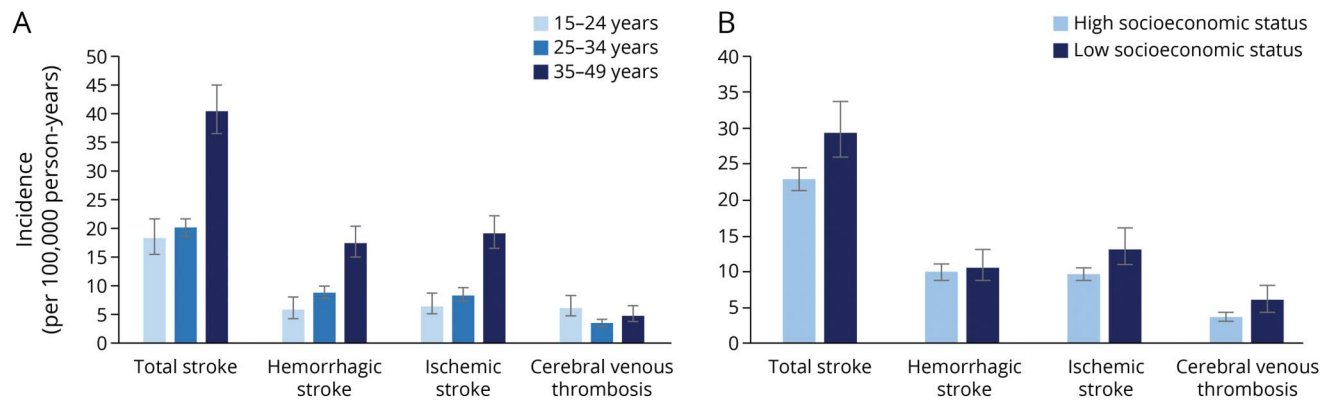 A
15–24 years
25–34 years
35–49 years
Incidence
(per 100,000 person-years)
50
45
40
35
30
25
20
15
10
5
0
Total stroke
Hemorrhagic
stroke
Ischemic
stroke
Cerebral venous
thrombosis
B
High socioeconomic status
Low socioeconomic status
40
35
30
25
20
15
10
5
0
Total stroke
Hemorrhagic
stroke
Ischemic
stroke
Cerebral venous
thrombosis